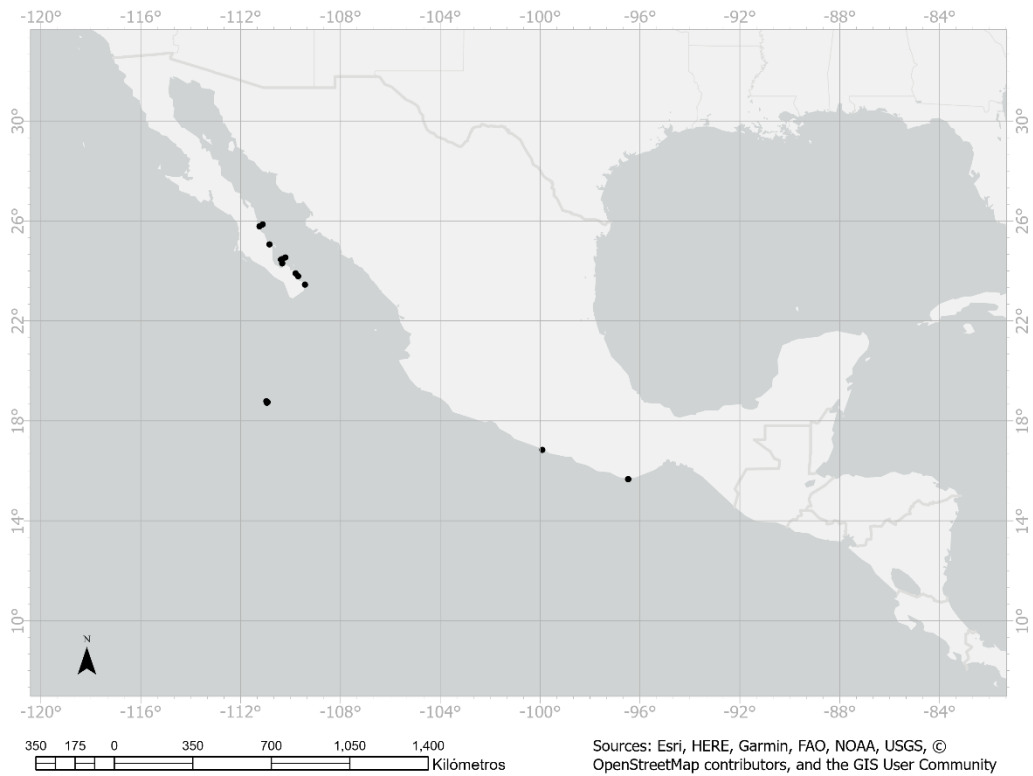 -120° -116° -112° -108° -104° -100° -96° -92° -88° -84°
30° 30°
26° 26°
22° 22°
18° 18°
14° 14°
10° 10°
N
-120° -116° -112° -108° -104° -100° -96° -92° -88° -84°
350 175 0 350 700 1,050 1,400
Kilómetros
Sources: Esri, HERE, Garmin, FAO, NOAA, USGS, ©
OpenStreetMap contributors, and the GIS User Community